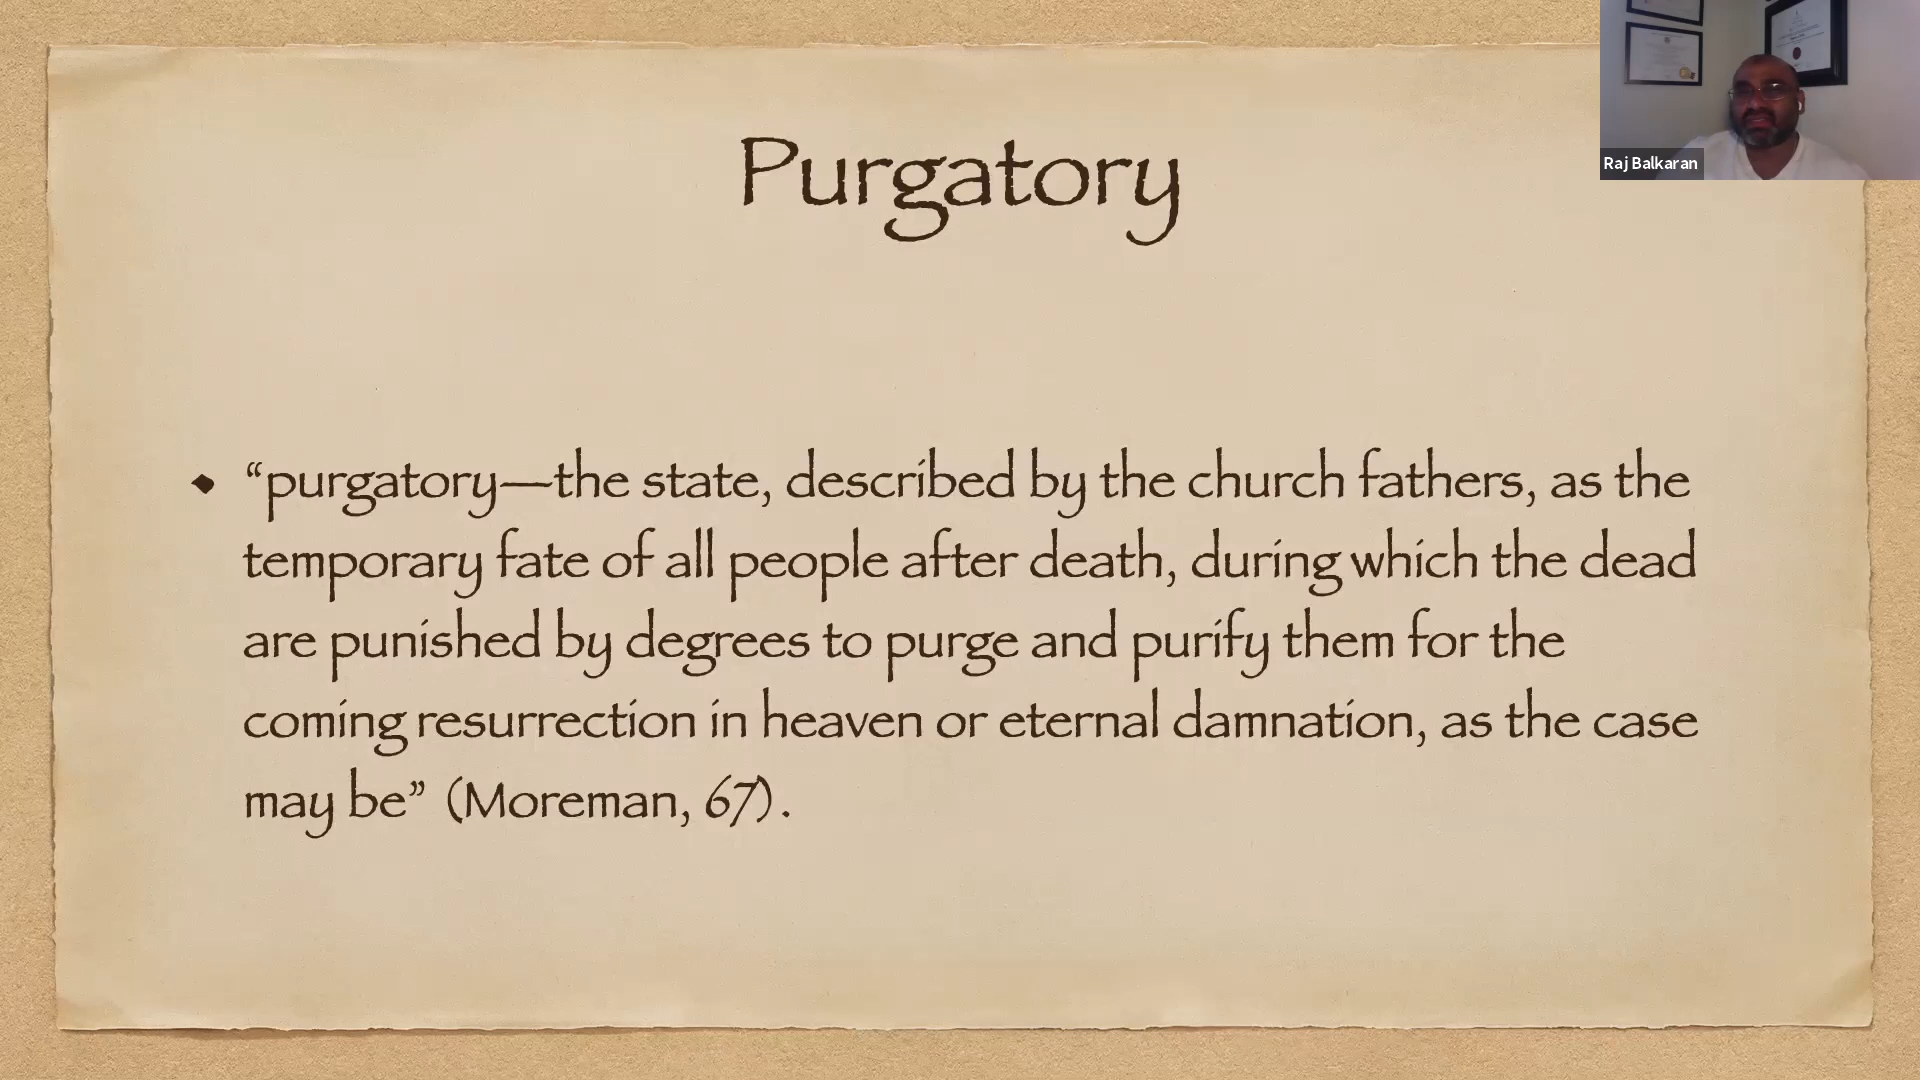 Raj Balkaran
Purgatory
“purgatory—the state, described by the church fathers, as the
temporary fate of all people after death, during which the dead
are punished by degrees to purge and purify them for the
coming resurrection in heaven or eternal damnation, as the case
may be” (Moreman, 67).